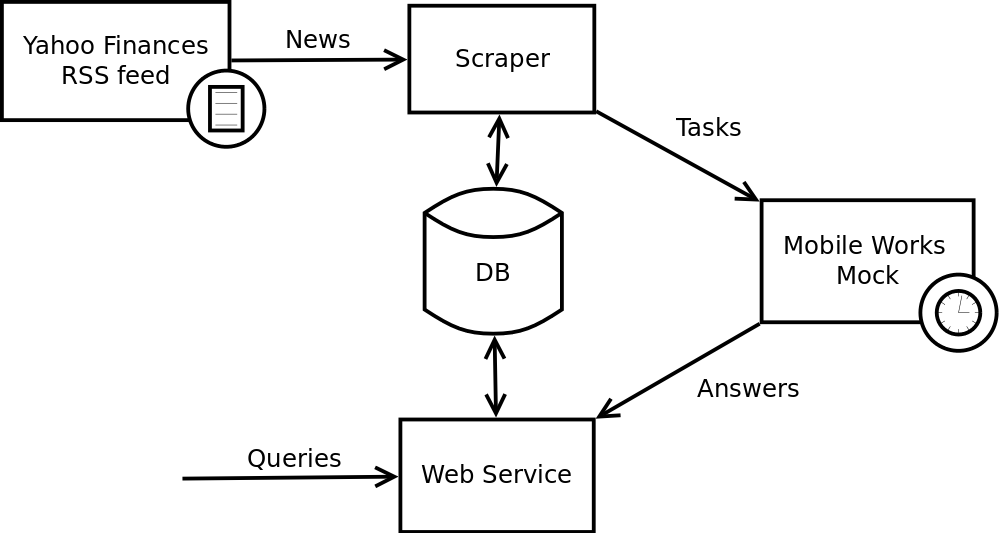 Yahoo Finances
RSS feed
News
Scraper
Tasks
Mobile Works
Mock
DB
Answers
Queries
Web Service